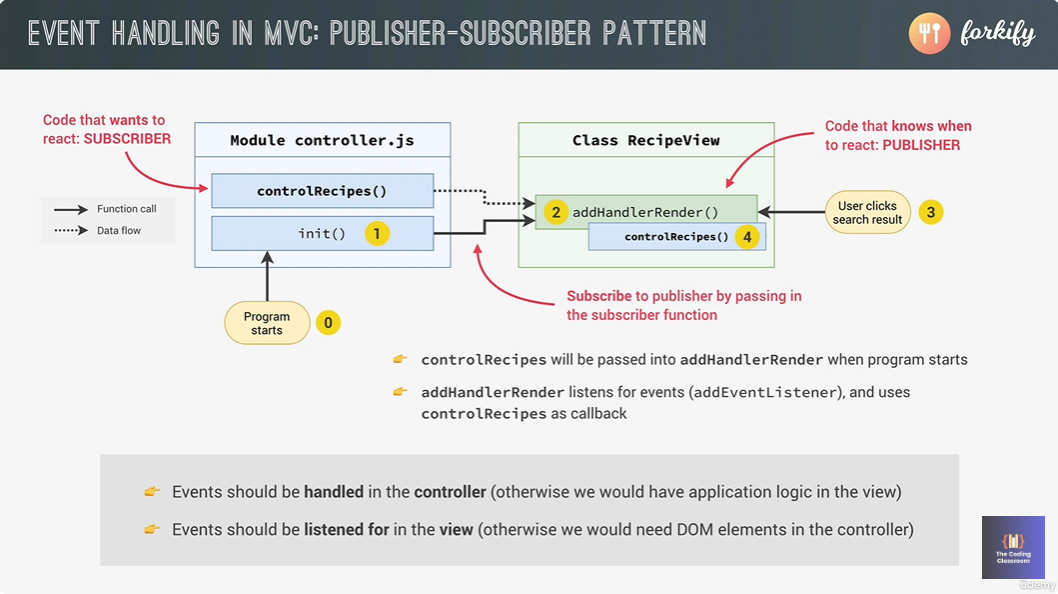 EVENT HANDLING IN MVC: PUBLISHER-SUBSCRIBER PATTERN
forkify
Code that wants to
react: SUBSCRIBER
Module controller.js
controlRecipes()
init() 1
Function call
Data flow
Program
starts
0
Class RecipeView
2 addHandlerRender()
controlRecipes() 4
Code that knows when
to react: PUBLISHER
User clicks
search result
3
Subscribe to publisher by passing in
the subscriber function
👉 controlRecipes will be passed into addHandlerRender when program starts
👉 addHandlerRender listens for events (addEventListener), and uses
controlRecipes as callback
👉 Events should be handled in the controller (otherwise we would have application logic in the view)
👉 Events should be listened for in the view (otherwise we would need DOM elements in the controller)
The Coding
Classroom
Udemy